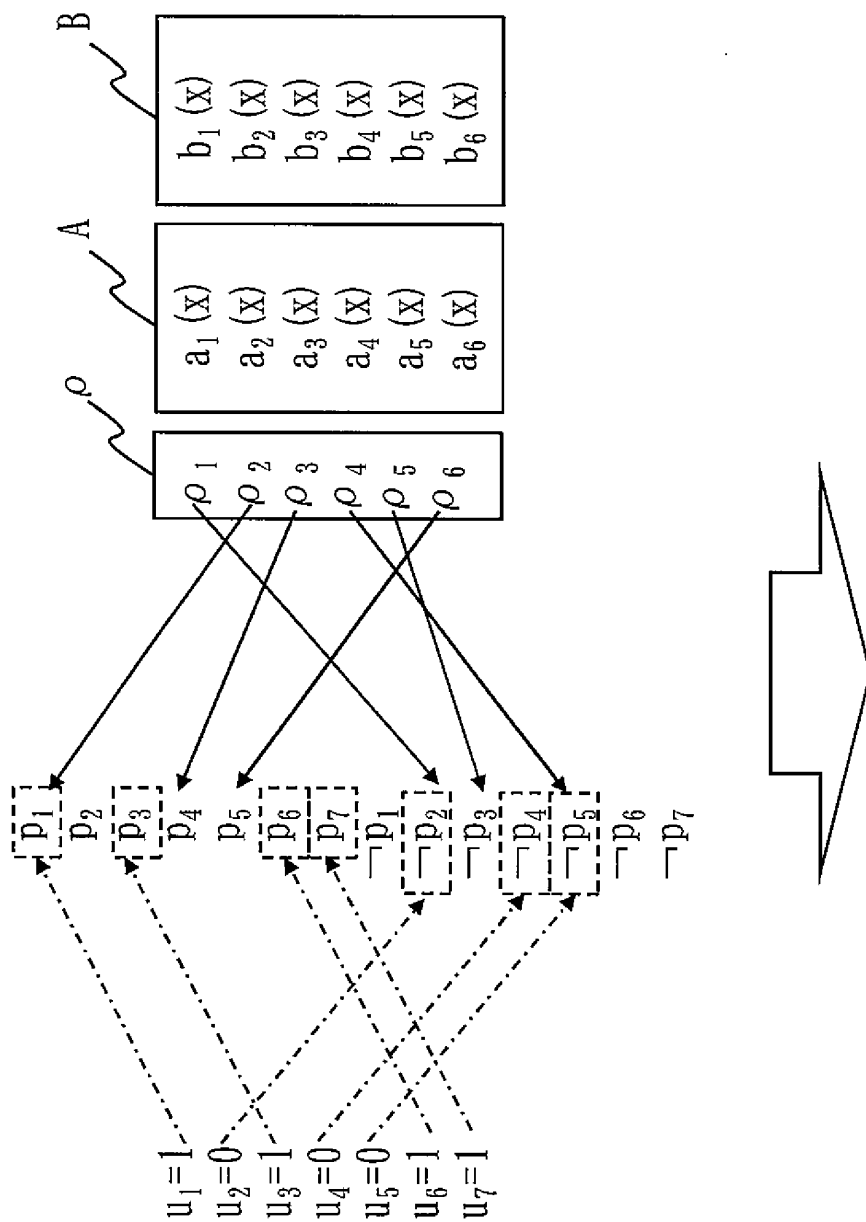 u₁=1
u₂=0
u₃=1
u₄=0
u₅=0
u₆=1
u₇=1
p₁
p₂
p₃
p₄
p₅
p₆
p₇
¬p₁
¬p₂
¬p₃
¬p₄
¬p₅
¬p₆
¬p₇
ρ
ρ₁
ρ₂
ρ₃
ρ₄
ρ₅
ρ₆
A
a₁(x)
a₂(x)
a₃(x)
a₄(x)
a₅(x)
a₆(x)
B
b₁(x)
b₂(x)
b₃(x)
b₄(x)
b₅(x)
b₆(x)